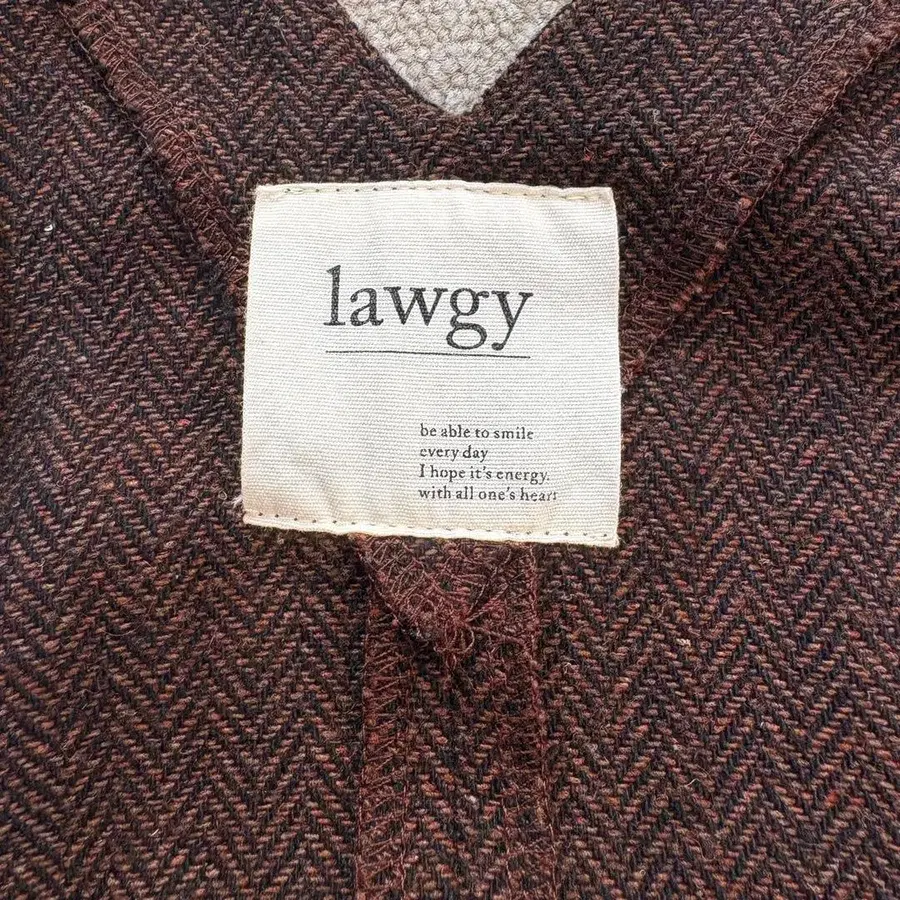 lawgy
be able to smile
every day
I hope it's energy.
with all one's heart